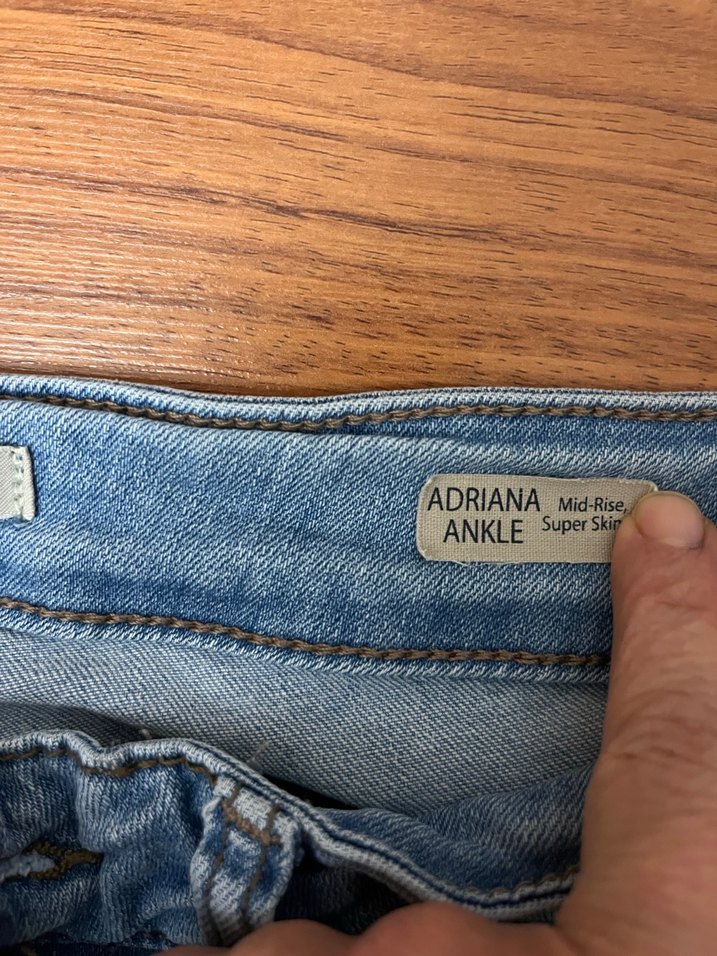 ADRIANA
ANKLE
Mid-Rise,
Super